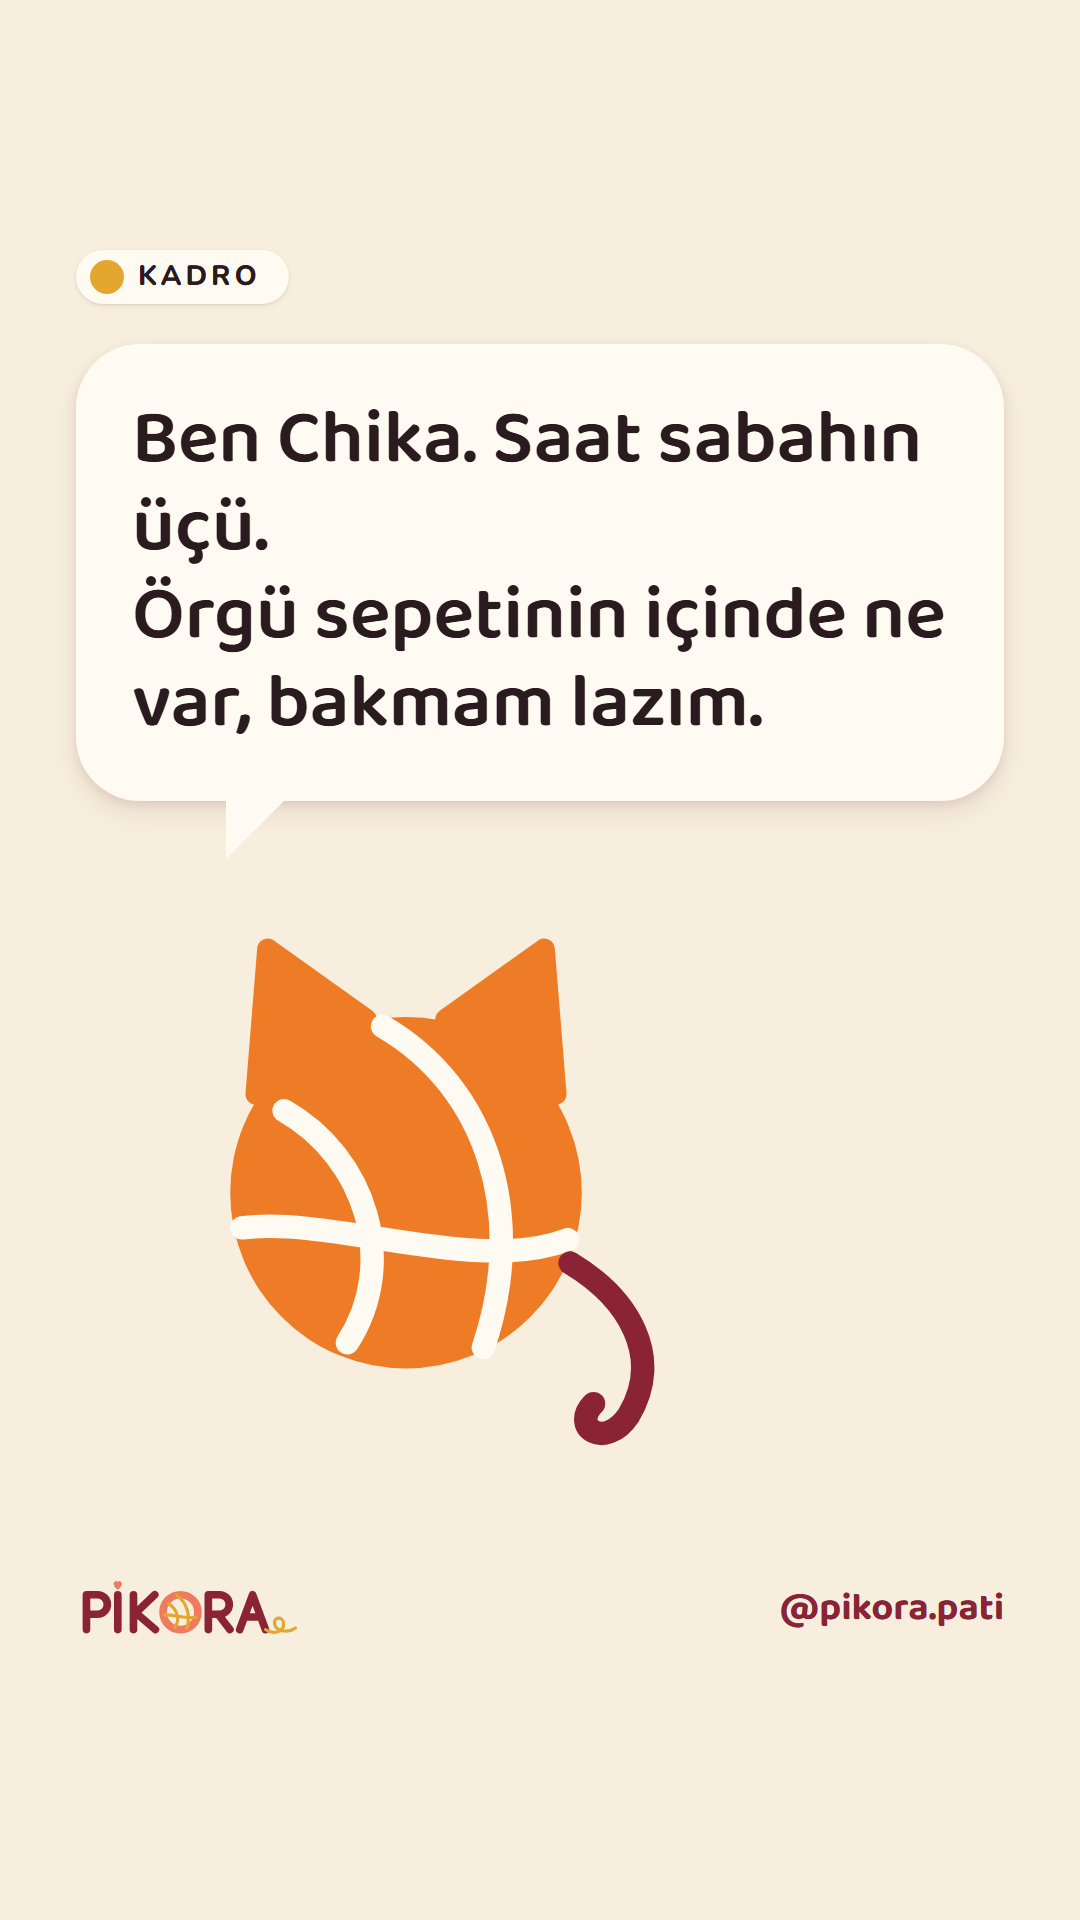 KADRO
Ben Chika. Saat sabahın
üçü.
Örgü sepetinin içinde ne
var, bakmam lazım.
PİKORA
@pikora.pati